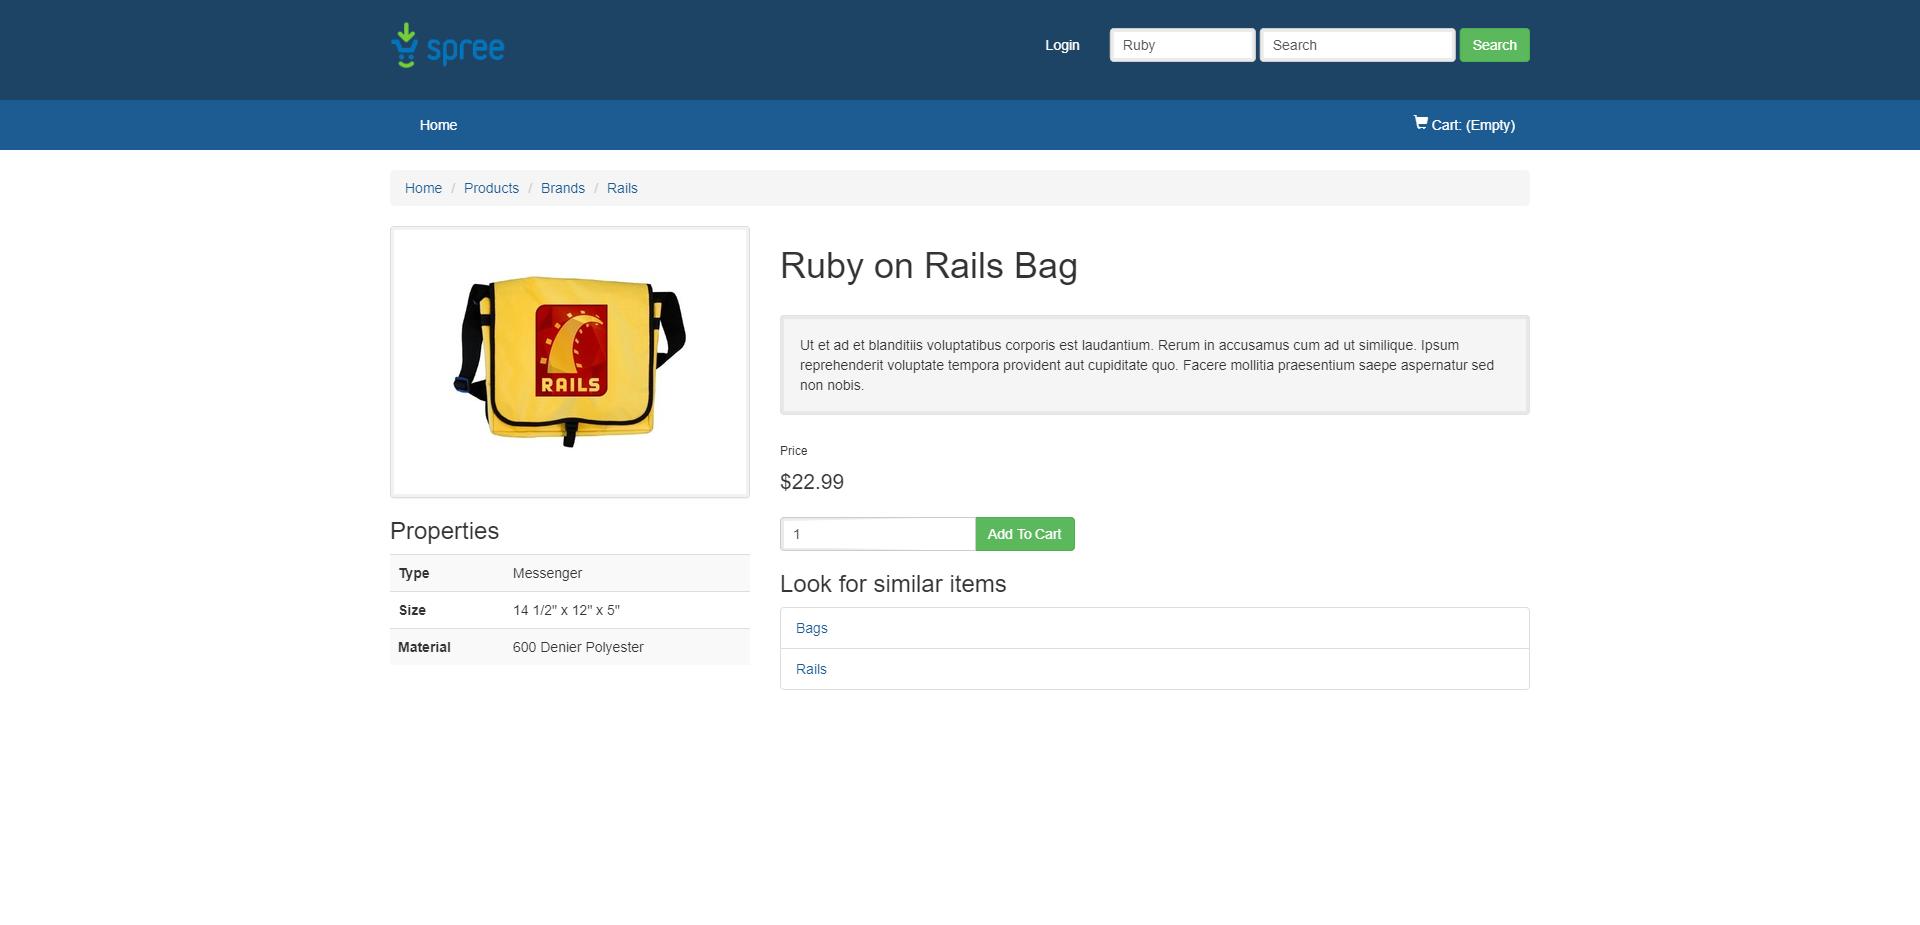 spree
Login
Ruby
Search
Search
Home
Cart: (Empty)
Home / Products / Brands / Rails
RAILS
Ruby on Rails Bag
Ut et ad et blanditiis voluptatibus corporis est laudantium. Rerum in accusamus cum ad ut similique. Ipsum
reprehenderit voluptate tempora provident aut cupiditate quo. Facere mollitia praesentium saepe aspernatur sed
non nobis.
Price
$22.99
1
Add To Cart
Properties
Type Messenger
Size 14 1/2" x 12" x 5"
Material 600 Denier Polyester
Look for similar items
Bags
Rails